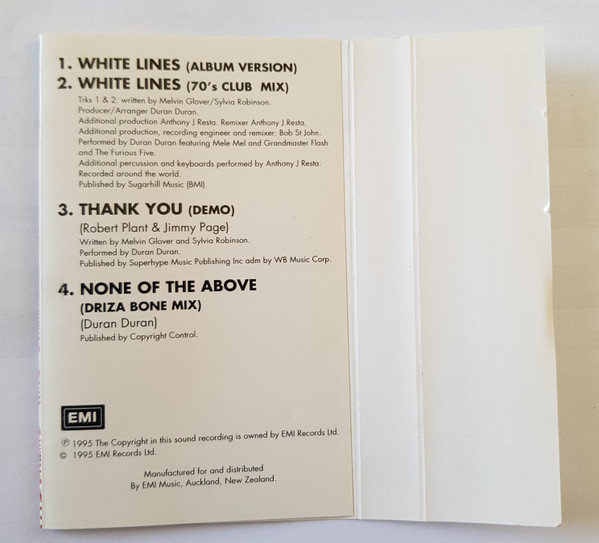 1. WHITE LINES (ALBUM VERSION)
2. WHITE LINES (70's CLUB MIX)
Trks 1 & 2: written by Melvin Glover/Sylvia Robinson.
Producer/Arranger Duran Duran.
Additional production Anthony J Resta. Remixer Anthony J Resta.
Additional production, recording engineer and remixer: Bob St John.
Performed by Duran Duran featuring Mele Mel and Grandmaster Flash
and The Furious Five.
Additional percussion and keyboards performed by Anthony J Resta.
Recorded around the world.
Published by Sugarhill Music (BMI).
3. THANK YOU (DEMO)
(Robert Plant & Jimmy Page)
Written by Melvin Glover and Sylvia Robinson.
Performed by Duran Duran.
Published by Superhype Music Publishing Inc adm by WB Music Corp.
4. NONE OF THE ABOVE
(DRIZA BONE MIX)
(Duran Duran)
Published by Copyright Control.
EMI
℗ 1995 The Copyright in this sound recording is owned by EMI Records Ltd.
© 1995 EMI Records Ltd.
Manufactured for and distributed
By EMI Music, Auckland, New Zealand.